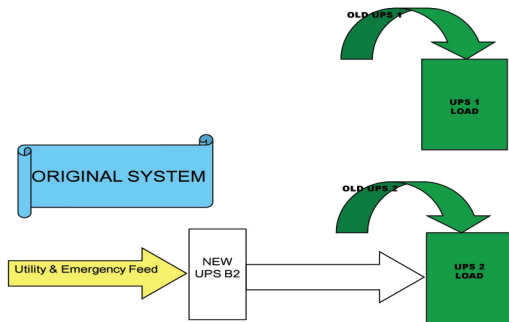 OLD UPS 1
UPS 1
LOAD
ORIGINAL SYSTEM
OLD UPS 2
Utility & Emergency Feed
NEW
UPS B2
UPS 2
LOAD